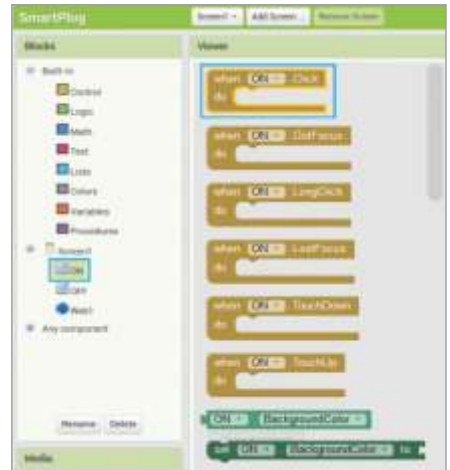 SmartPlug
Screen1 Add Screen ... Remove Screen
Blocks
Viewer
Built-in
Control
Logic
Math
Text
Lists
Colors
Variables
Procedures
Screen1
ON
OFF
Web1
Any component
Rename Delete
Media
when ON .Click
do
when ON .GotFocus
do
when ON .LongClick
do
when ON .LostFocus
do
when ON .TouchDown
do
when ON .TouchUp
do
ON . BackgroundColor
set ON . BackgroundColor to